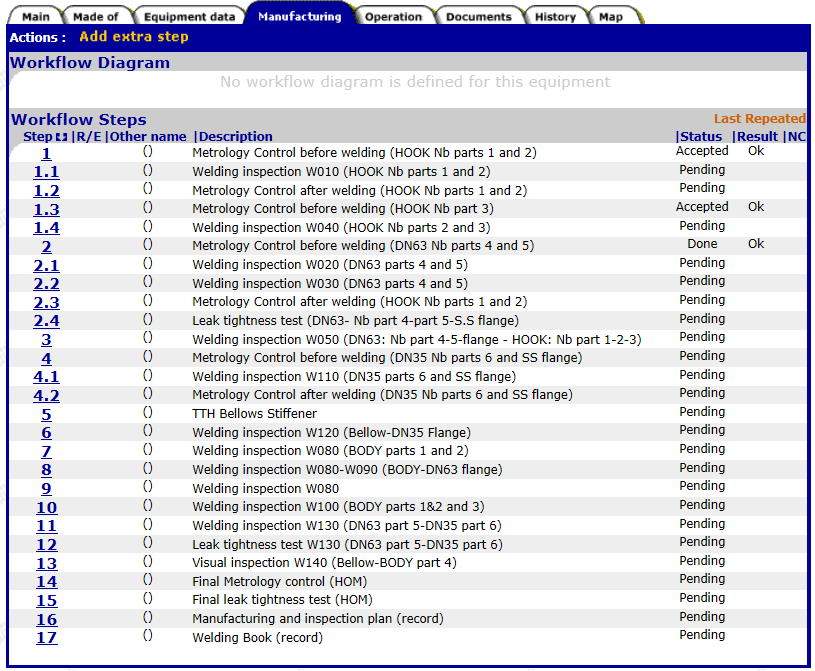 Main Made of Equipment data Manufacturing Operation Documents History Map
Actions : Add extra step
Workflow Diagram
No workflow diagram is defined for this equipment
Workflow Steps Last Repeated
Step |R/E |Other name |Description |Status |Result |NC
1 () Metrology Control before welding (HOOK Nb parts 1 and 2) Accepted Ok
1.1 () Welding inspection W010 (HOOK Nb parts 1 and 2) Pending
1.2 () Metrology Control after welding (HOOK Nb parts 1 and 2) Pending
1.3 () Metrology Control before welding (HOOK Nb part 3) Accepted Ok
1.4 () Welding inspection W040 (HOOK Nb parts 2 and 3) Pending
2 () Metrology Control before welding (DN63 Nb parts 4 and 5) Done Ok
2.1 () Welding inspection W020 (DN63 parts 4 and 5) Pending
2.2 () Welding inspection W030 (DN63 parts 4 and 5) Pending
2.3 () Metrology Control after welding (HOOK Nb parts 1 and 2) Pending
2.4 () Leak tightness test (DN63- Nb part 4-part 5-S.S flange) Pending
3 () Welding inspection W050 (DN63: Nb part 4-5-flange - HOOK: Nb part 1-2-3) Pending
4 () Metrology Control before welding (DN35 Nb parts 6 and SS flange) Pending
4.1 () Welding inspection W110 (DN35 parts 6 and SS flange) Pending
4.2 () Metrology Control after welding (DN35 Nb parts 6 and SS flange) Pending
5 () TTH Bellows Stiffener Pending
6 () Welding inspection W120 (Bellow-DN35 Flange) Pending
7 () Welding inspection W080 (BODY parts 1 and 2) Pending
8 () Welding inspection W080-W090 (BODY-DN63 flange) Pending
9 () Welding inspection W080 Pending
10 () Welding inspection W100 (BODY parts 1&2 and 3) Pending
11 () Welding inspection W130 (DN63 part 5-DN35 part 6) Pending
12 () Leak tightness test W130 (DN63 part 5-DN35 part 6) Pending
13 () Visual inspection W140 (Bellow-BODY part 4) Pending
14 () Final Metrology control (HOM) Pending
15 () Final leak tightness test (HOM) Pending
16 () Manufacturing and inspection plan (record) Pending
17 () Welding Book (record) Pending